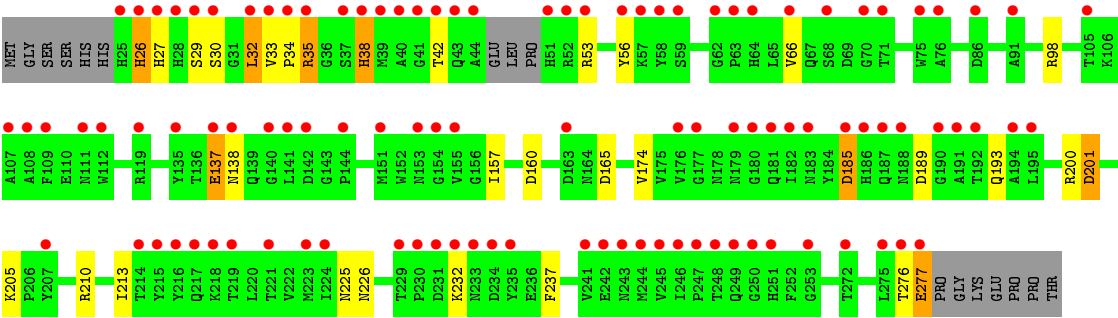 MET GLY SER SER HIS HIS H25 H26 H27 H28 S29 S30 G31 L32 V33 P34 R35 G36 S37 H38 M39 A40 G41 T42 Q43 A44 GLU LEU PRO H51 R52 R53 Y56 K57 Y58 S59 G62 P63 H64 L65 V66 Q67 S68 D69 G70 T71 W75 A76 D86 A91 R98 T105 K106
A107 A108 F109 E110 N111 W112 R119 Y135 T136 E137 N138 Q139 G140 L141 D142 P144 M151 W152 N153 G154 V155 G156 I157 D160 D163 N164 D165 V174 V175 V176 G177 N178 N179 G180 Q181 I182 N183 Y184 D185 H186 Q187 N188 D189 G190 A191 T192 Q193 A194 L195 R200 D201
K205 P206 Y207 R210 I213 T214 Y215 Y216 Q217 K218 T219 L220 T221 V222 M223 I224 N225 N226 T229 P230 D231 K232 N233 D234 Y235 E236 F237 V241 E242 N243 M244 V245 I246 P247 T248 Q249 G250 H251 F252 G253 T272 L275 T276 E277 PRO GLY LYS GLU PRO PRO THR